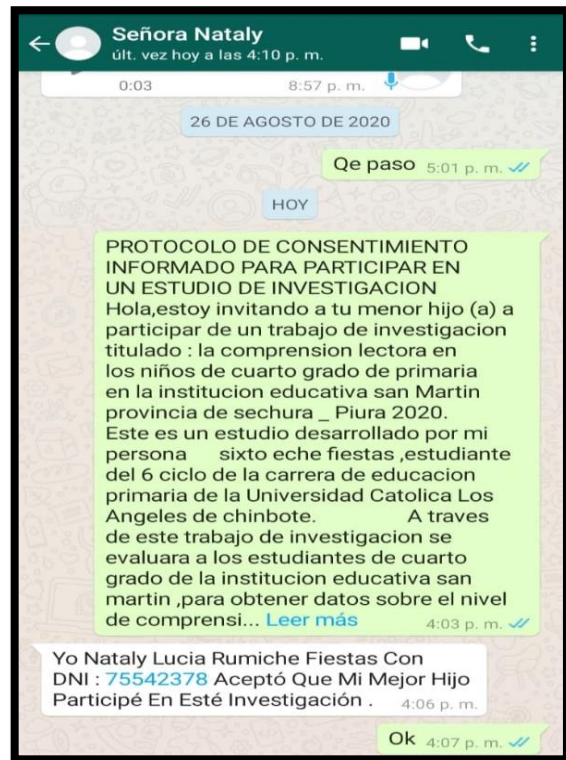 Señora Nataly
últ. vez hoy a las 4:10 p. m.
0:03 8:57 p. m.
26 DE AGOSTO DE 2020
Qe paso 5:01 p. m.
HOY
PROTOCOLO DE CONSENTIMIENTO
INFORMADO PARA PARTICIPAR EN
UN ESTUDIO DE INVESTIGACION
Hola,estoy invitando a tu menor hijo (a) a
participar de un trabajo de investigacion
titulado : la comprension lectora en
los niños de cuarto grado de primaria
en la institucion educativa san Martin
provincia de sechura _ Piura 2020.
Este es un estudio desarrollado por mi
persona sixto eche fiestas ,estudiante
del 6 ciclo de la carrera de educacion
primaria de la Universidad Catolica Los
Angeles de chinbote. A traves
de este trabajo de investigacion se
evaluara a los estudiantes de cuarto
grado de la institucion educativa san
martin ,para obtener datos sobre el nivel
de comprensi... Leer más 4:03 p. m.
Yo Nataly Lucia Rumiche Fiestas Con
DNI : 75542378 Aceptó Que Mi Mejor Hijo
Participé En Esté Investigación . 4:06 p. m.
Ok 4:07 p. m.